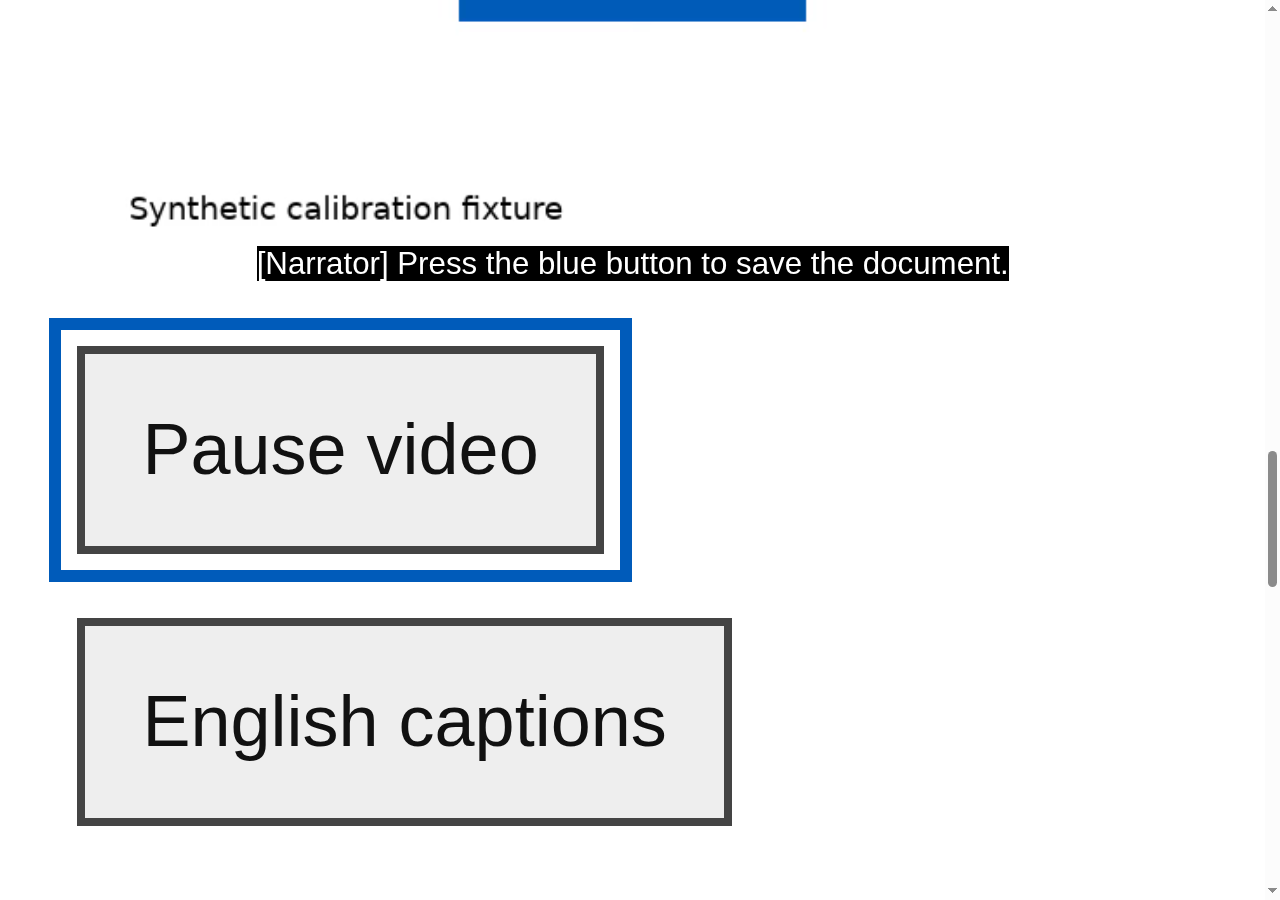 Synthetic calibration fixture
[Narrator] Press the blue button to save the document.
Pause video
English captions